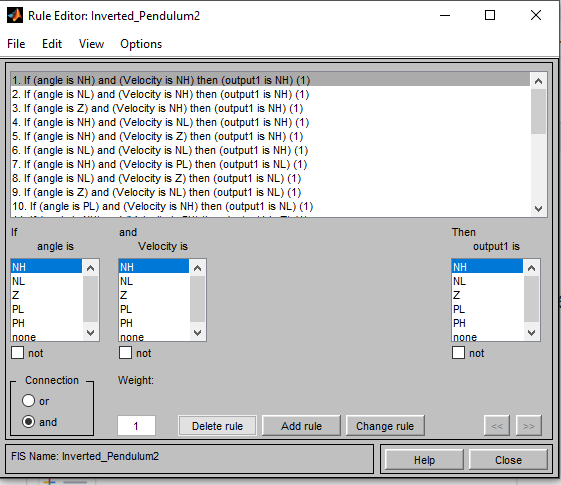 Rule Editor: Inverted_Pendulum2
File Edit View Options
1. If (angle is NH) and (Velocity is NH) then (output1 is NH) (1)
2. If (angle is NL) and (Velocity is NH) then (output1 is NH) (1)
3. If (angle is Z) and (Velocity is NH) then (output1 is NH) (1)
4. If (angle is NH) and (Velocity is NL) then (output1 is NH) (1)
5. If (angle is NH) and (Velocity is Z) then (output1 is NH) (1)
6. If (angle is NL) and (Velocity is NL) then (output1 is NH) (1)
7. If (angle is NH) and (Velocity is PL) then (output1 is NL) (1)
8. If (angle is NL) and (Velocity is Z) then (output1 is NL) (1)
9. If (angle is Z) and (Velocity is NL) then (output1 is NL) (1)
10. If (angle is PL) and (Velocity is NH) then (output1 is NL) (1)
If and Then
angle is Velocity is output1 is
NH NH NH
NL NL NL
Z Z Z
PL PL PL
PH PH PH
none none none
not not not
Connection Weight:
or
and 1 Delete rule Add rule Change rule << >>
FIS Name: Inverted_Pendulum2 Help Close